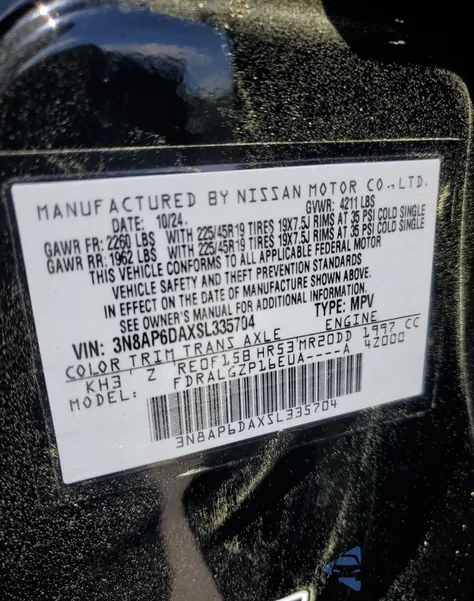 MANUFACTURED BY NISSAN MOTOR CO.,LTD.
DATE: 10/24. GVWR: 4211 LBS
GAWR FR: 2260 LBS WITH 225/45R19 TIRES 19X7.5J RIMS AT 35 PSI COLD SINGLE
GAWR RR: 1962 LBS WITH 225/45R19 TIRES 19X7.5J RIMS AT 35 PSI COLD SINGLE
THIS VEHICLE CONFORMS TO ALL APPLICABLE FEDERAL MOTOR
VEHICLE SAFETY AND THEFT PREVENTION STANDARDS
IN EFFECT ON THE DATE OF MANUFACTURE SHOWN ABOVE.
SEE OWNER'S MANUAL FOR ADDITIONAL INFORMATION.
VIN: 3N8AP6DAXSL335704 TYPE: MPV
COLOR TRIM TRANS AXLE ENGINE
KH3 Z RE0F15B HR53 MR20DD 1997 CC
MODEL: FDRALGZP16EUA----A 42000
3N8AP6DAXSL335704